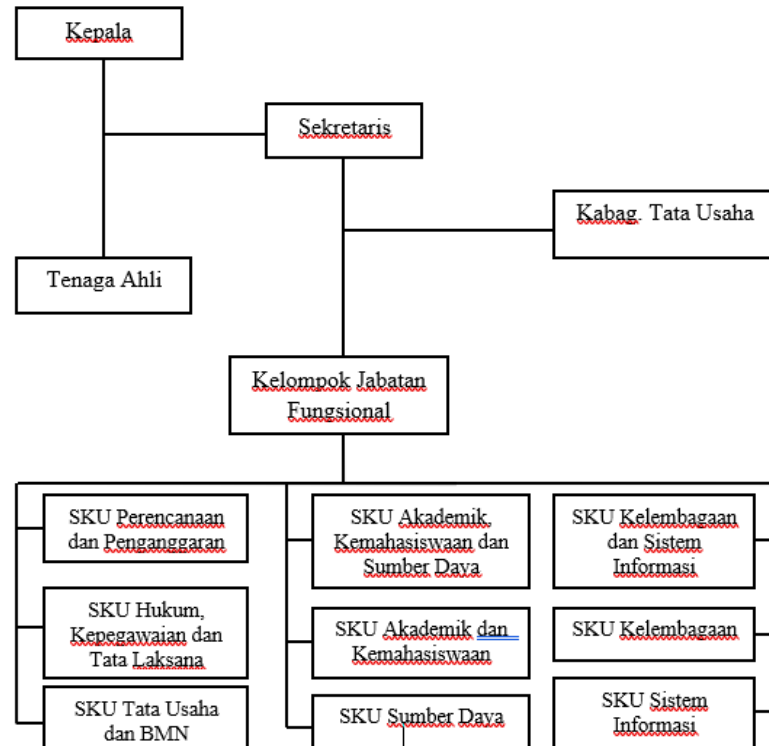 Kepala
Sekretaris
Kabag. Tata Usaha
Tenaga Ahli
Kelompok Jabatan
Fungsional
SKU Perencanaan
dan Penganggaran
SKU Hukum,
Kepegawaian dan
Tata Laksana
SKU Tata Usaha
dan BMN
SKU Akademik,
Kemahasiswaan dan
Sumber Daya
SKU Akademik dan
Kemahasiswaan
SKU Sumber Daya
SKU Kelembagaan
dan Sistem
Informasi
SKU Kelembagaan
SKU Sistem
Informasi